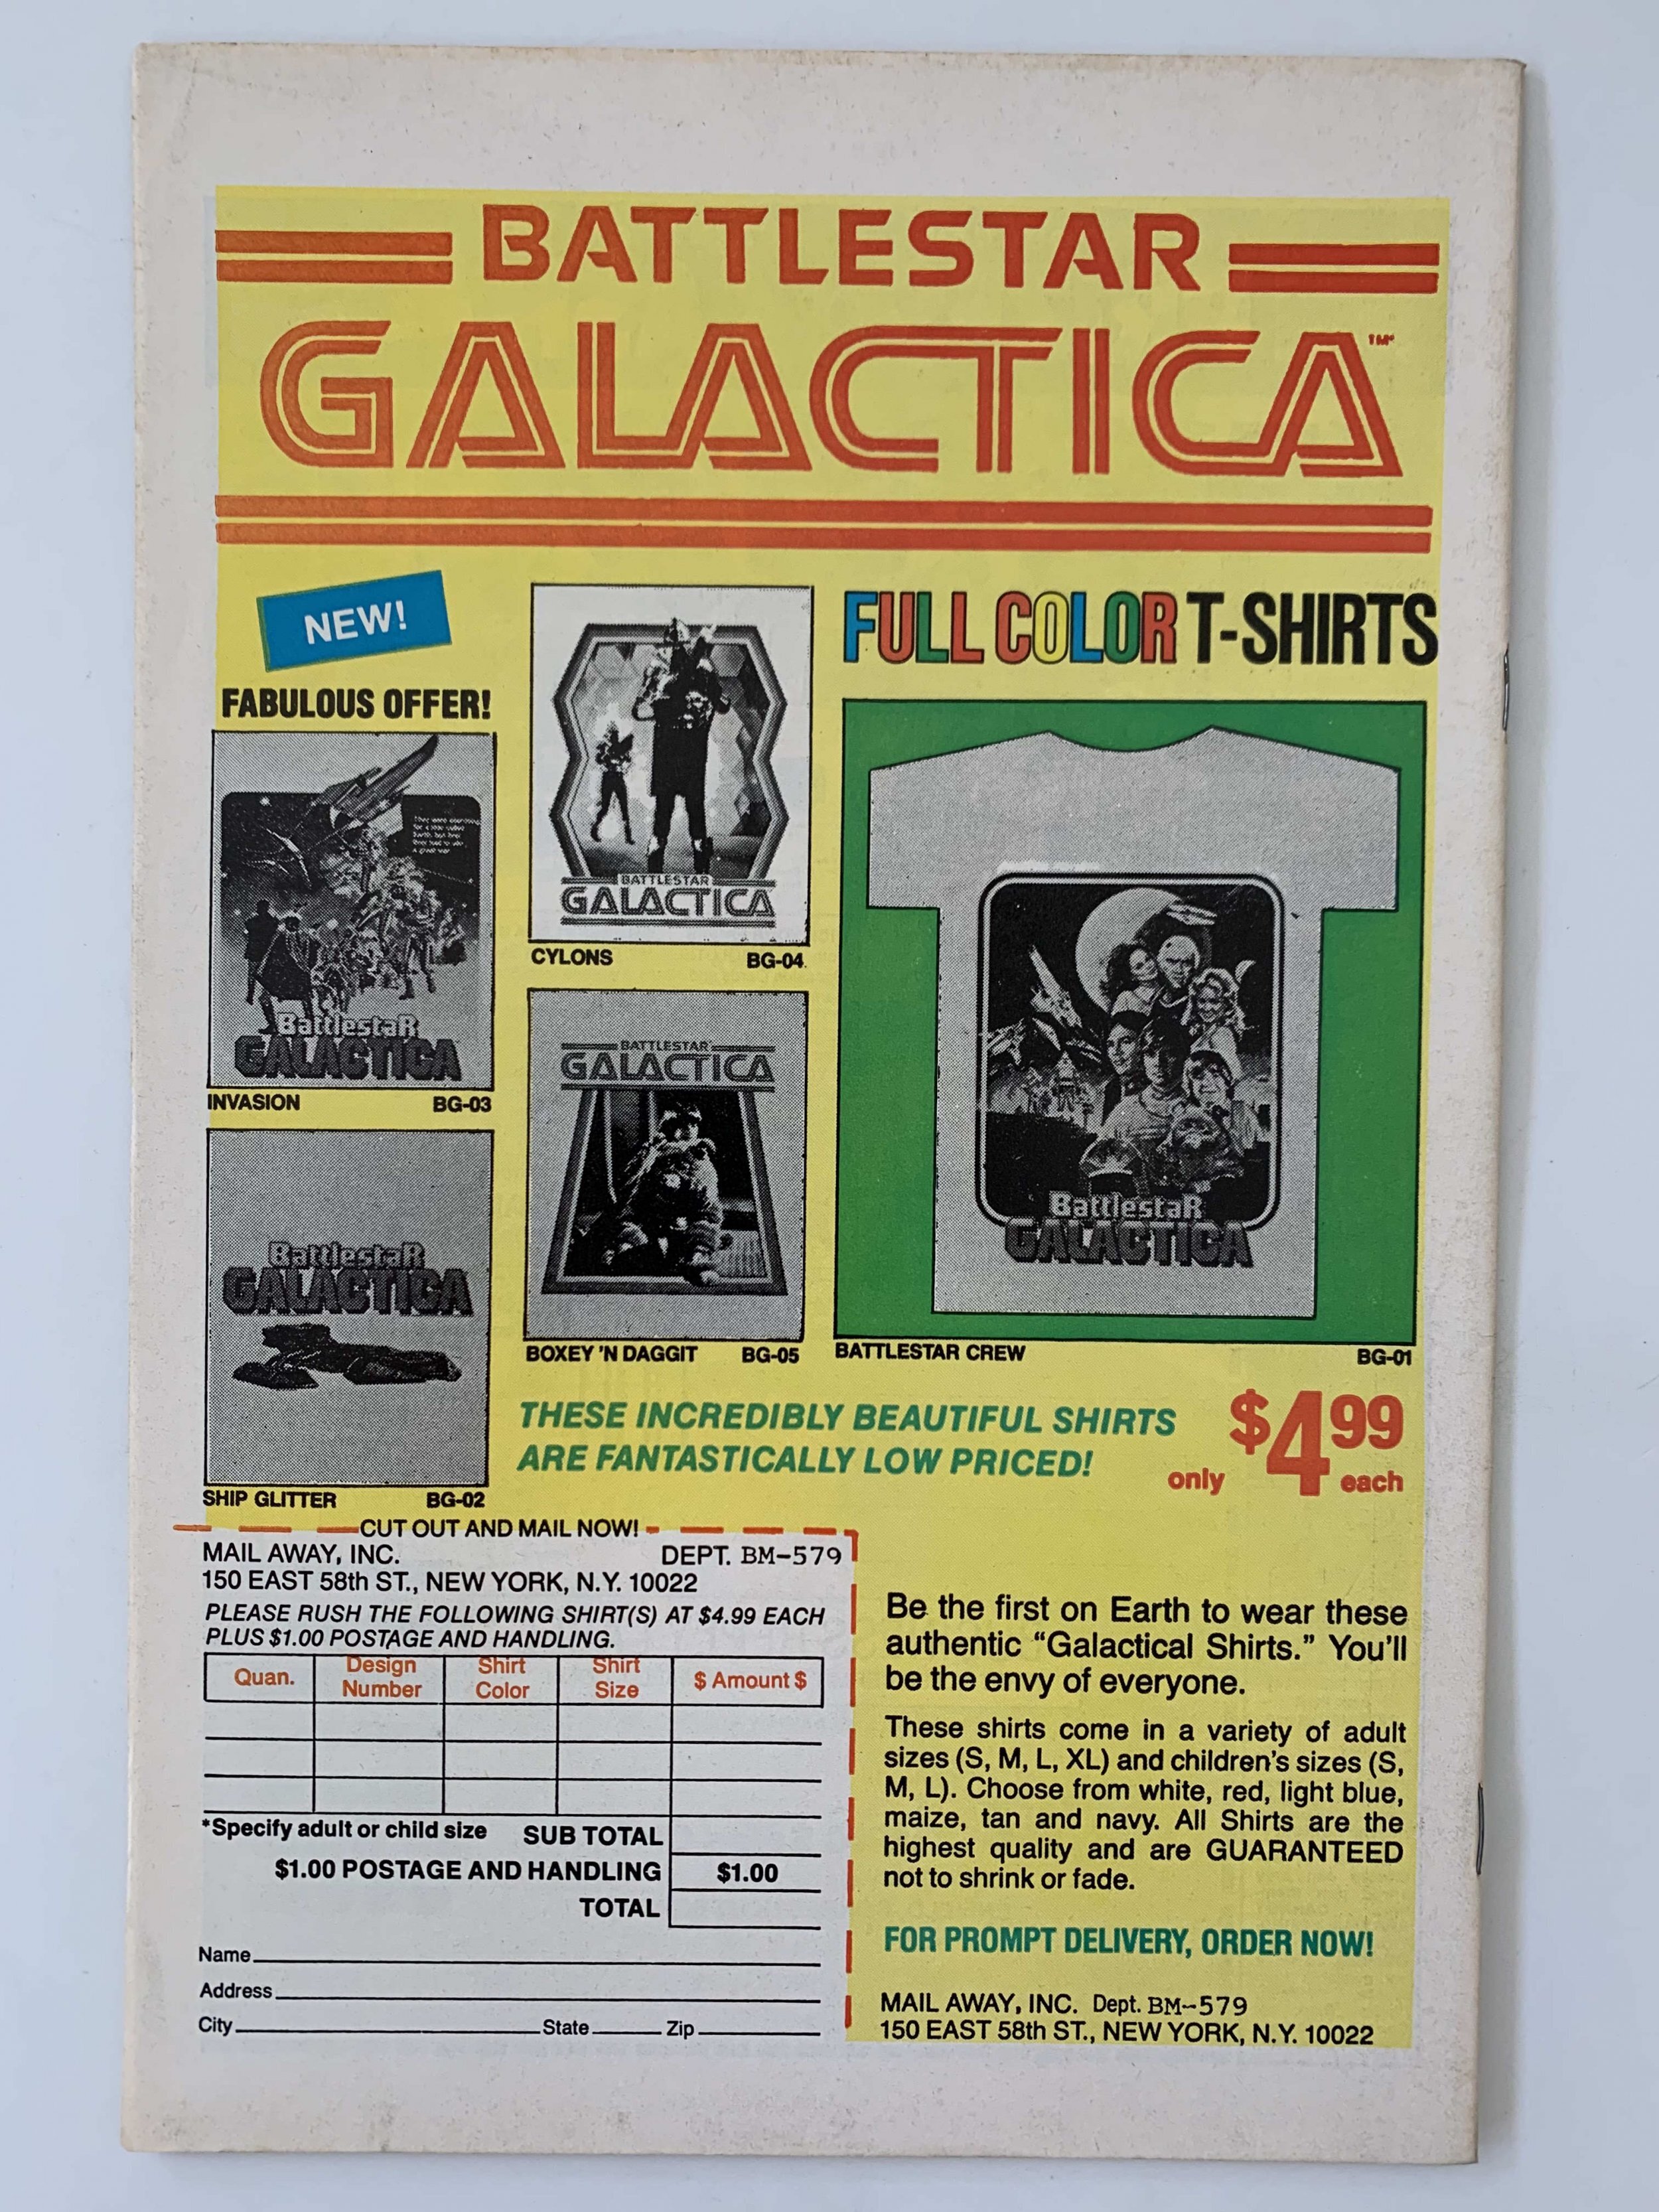 BATTLESTAR
GALACTICA™
NEW!
FABULOUS OFFER!
FULL COLOR T-SHIRTS
They were searching
Battlestar
GALACTICA
INVASION BG-03
BATTLESTAR
GALACTICA
CYLONS BG-04
BATTLESTAR
GALACTICA
BOXEY 'N DAGGIT BG-05
Battlestar
GALACTICA
BATTLESTAR CREW BG-01
Battlestar
GALACTICA
SHIP GLITTER BG-02
THESE INCREDIBLY BEAUTIFUL SHIRTS
ARE FANTASTICALLY LOW PRICED!
only $4.99 each
CUT OUT AND MAIL NOW!
MAIL AWAY, INC. DEPT. BM-579
150 EAST 58th ST., NEW YORK, N.Y. 10022
PLEASE RUSH THE FOLLOWING SHIRT(S) AT $4.99 EACH
PLUS $1.00 POSTAGE AND HANDLING.
Quan. Design Number Shirt Color Shirt Size $ Amount $
*Specify adult or child size SUB TOTAL
$1.00 POSTAGE AND HANDLING $1.00
TOTAL
Name
Address
City State Zip
Be the first on Earth to wear these
authentic “Galactical Shirts.” You'll
be the envy of everyone.
These shirts come in a variety of adult
sizes (S, M, L, XL) and children's sizes (S,
M, L). Choose from white, red, light blue,
maize, tan and navy. All Shirts are the
highest quality and are GUARANTEED
not to shrink or fade.
FOR PROMPT DELIVERY, ORDER NOW!
MAIL AWAY, INC. Dept. BM-579
150 EAST 58th ST., NEW YORK, N.Y. 10022